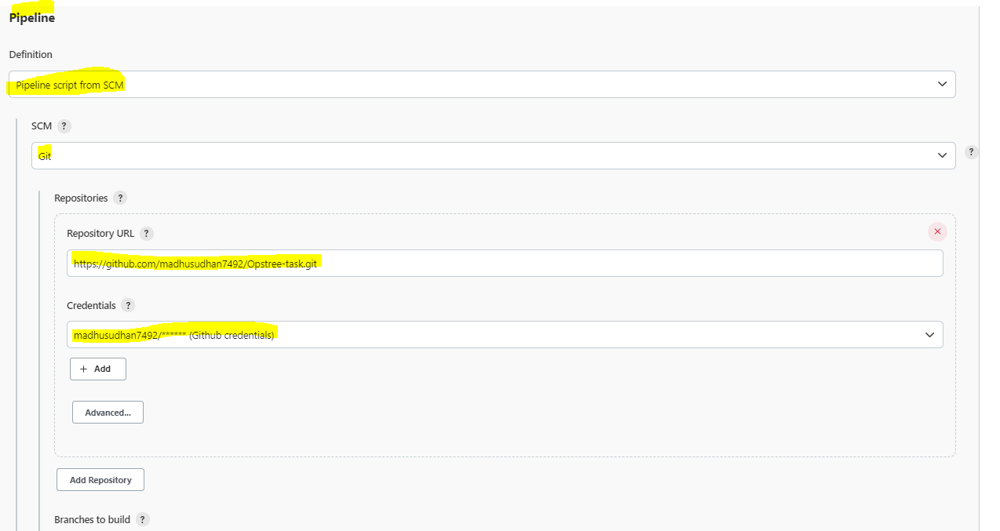 Pipeline
Definition
Pipeline script from SCM
SCM ?
Git
?
Repositories ?
Repository URL ?
https://github.com/madhusudhan7492/Opstree-task.git
Credentials ?
madhusudhan7492/****** (Github credentials)
+ Add
Advanced...
Add Repository
Branches to build ?